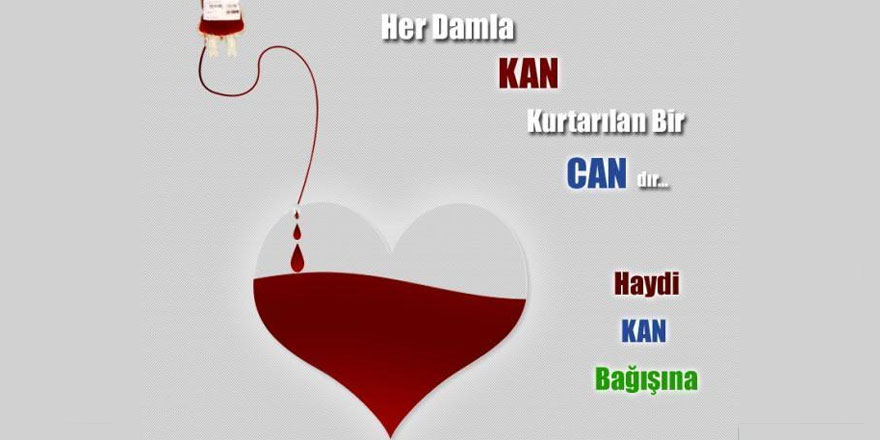 Her Damla
KAN
Kurtarılan Bir
CAN dır...
Haydi
KAN
Bağışına